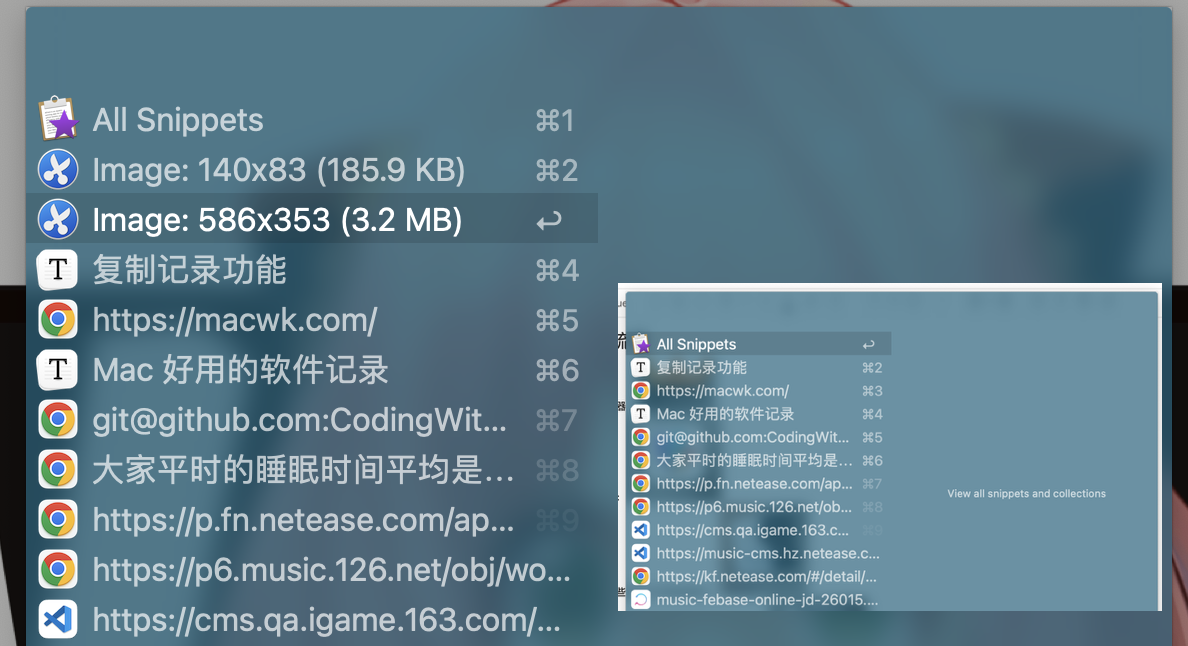 All Snippets ⌘1
Image: 140x83 (185.9 KB) ⌘2
Image: 586x353 (3.2 MB) ↩
复制记录功能 ⌘4
https://macwk.com/ ⌘5
Mac 好用的软件记录 ⌘6
git@github.com:CodingWit... ⌘7
大家平时的睡眠时间平均是... ⌘8
https://p.fn.netease.com/ap... ⌘9
https://p6.music.126.net/obj/wo...
https://cms.qa.igame.163.com/...
All Snippets ↩
复制记录功能 ⌘2
https://macwk.com/ ⌘3
Mac 好用的软件记录 ⌘4
git@github.com:CodingWit... ⌘5
大家平时的睡眠时间平均是... ⌘6
https://p.fn.netease.com/ap... ⌘7
https://p6.music.126.net/ob... ⌘8
https://cms.qa.igame.163.c... ⌘9
https://music-cms.hz.netease.c...
https://kf.netease.com/#/detail/...
music-febase-online-jd-26015....
View all snippets and collections